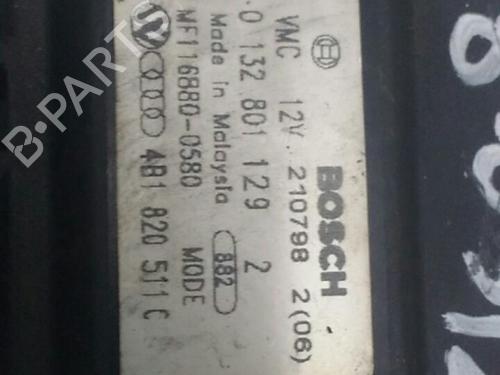 BOSCH
VMC 12V. 210798 2(06)
0 132 801 129 2
Made in Malaysia 882
MF116880-0580 MODE
4B1 820 511 C
B-PARTS